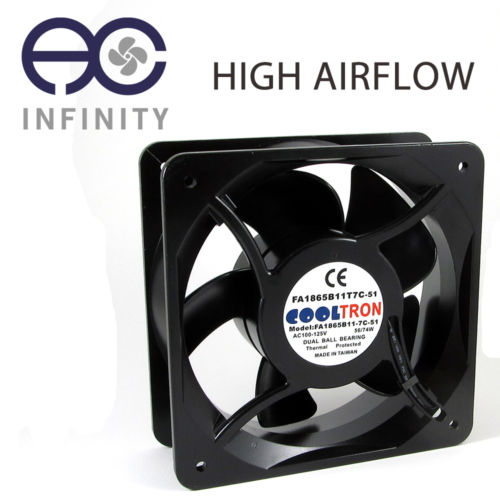 AC
INFINITY
HIGH AIRFLOW
CE
FA1865B11T7C-51
COOLTRON
Model:FA1865B11-7C-51
AC100-125V 56/74W
DUAL BALL BEARING
Thermal Protected
MADE IN TAIWAN